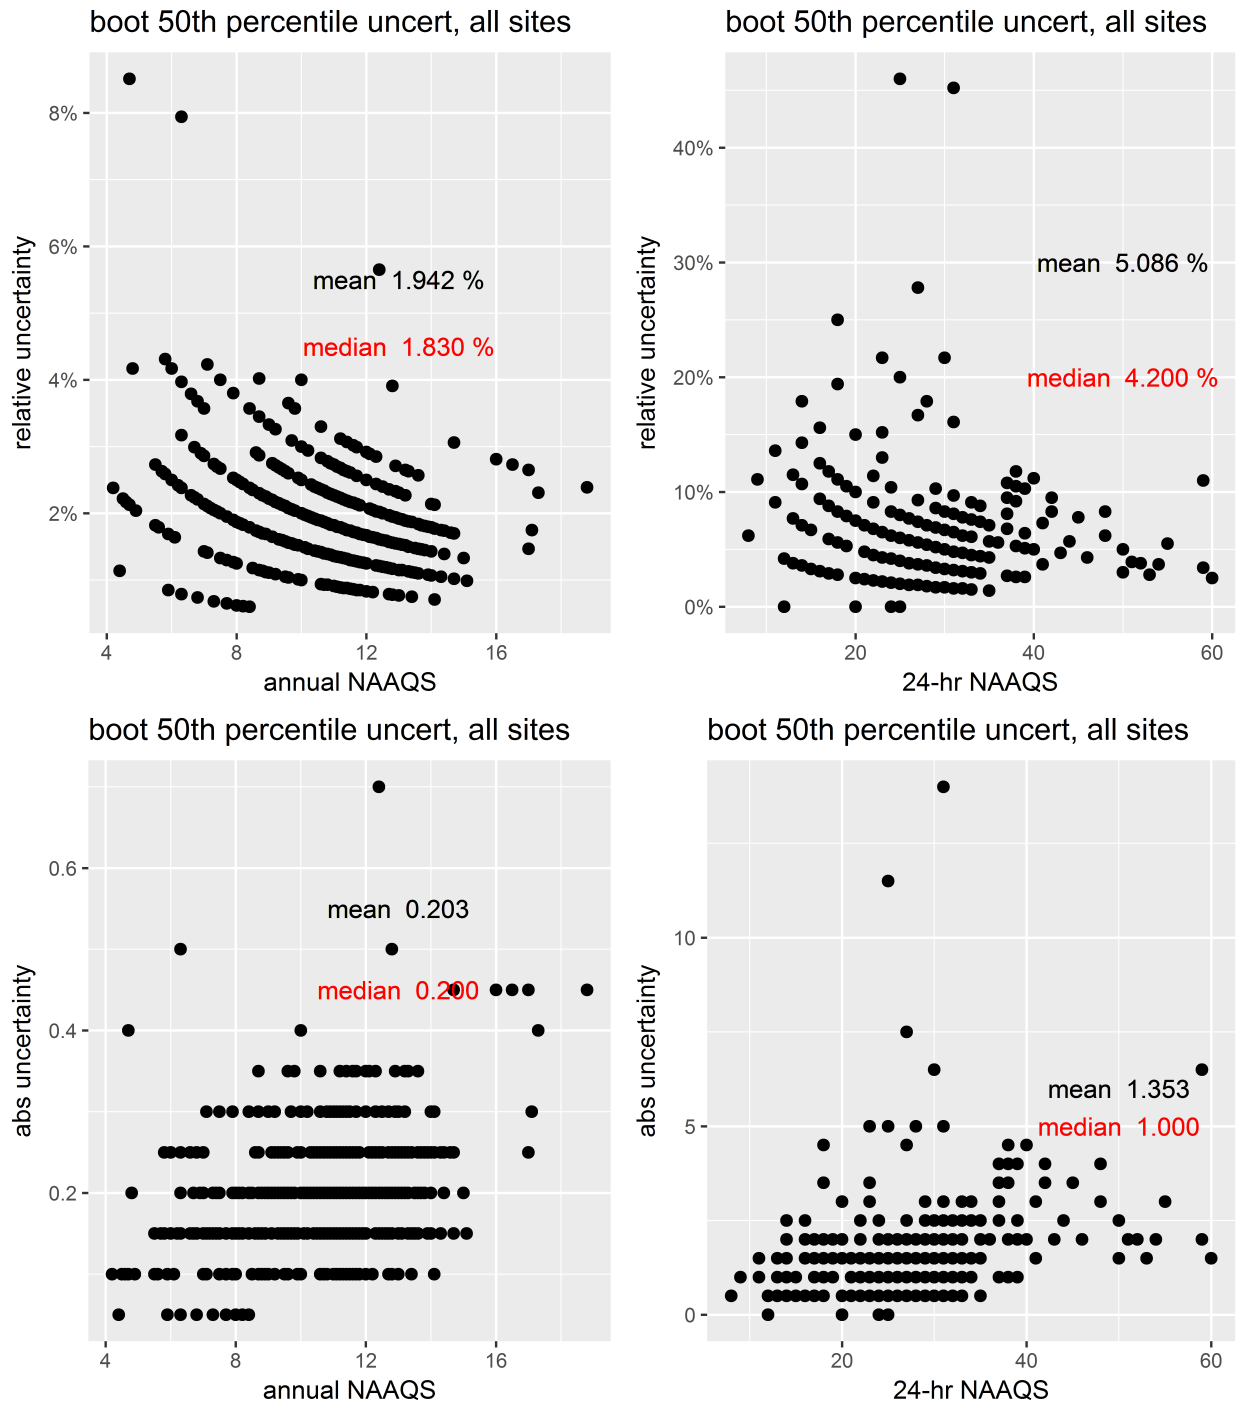 boot 50th percentile uncert, all sites
relative uncertainty
8%
6%
4%
2%
mean 1.942 %
median 1.830 %
4 8 12 16
annual NAAQS
boot 50th percentile uncert, all sites
relative uncertainty
40%
30%
20%
10%
0%
mean 5.086 %
median 4.200 %
20 40 60
24-hr NAAQS
boot 50th percentile uncert, all sites
abs uncertainty
0.6
0.4
0.2
mean 0.203
median 0.200
4 8 12 16
annual NAAQS
boot 50th percentile uncert, all sites
abs uncertainty
10
5
0
mean 1.353
median 1.000
20 40 60
24-hr NAAQS